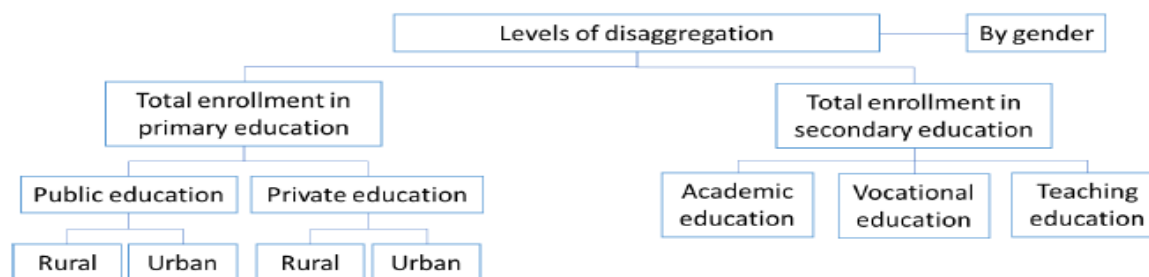 Levels of disaggregation
By gender
Total enrollment in
primary education
Total enrollment in
secondary education
Public education
Private education
Academic
education
Vocational
education
Teaching
education
Rural
Urban
Rural
Urban